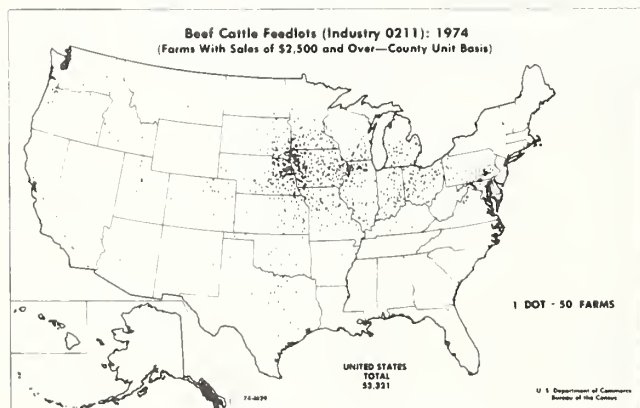 Beef Cattle Feedlots (Industry 0211): 1974
(Farms With Sales of $2,500 and Over—County Unit Basis)
1 DOT - 50 FARMS
UNITED STATES
TOTAL
53,321
U S Department of Commerce
Bureau of the Census